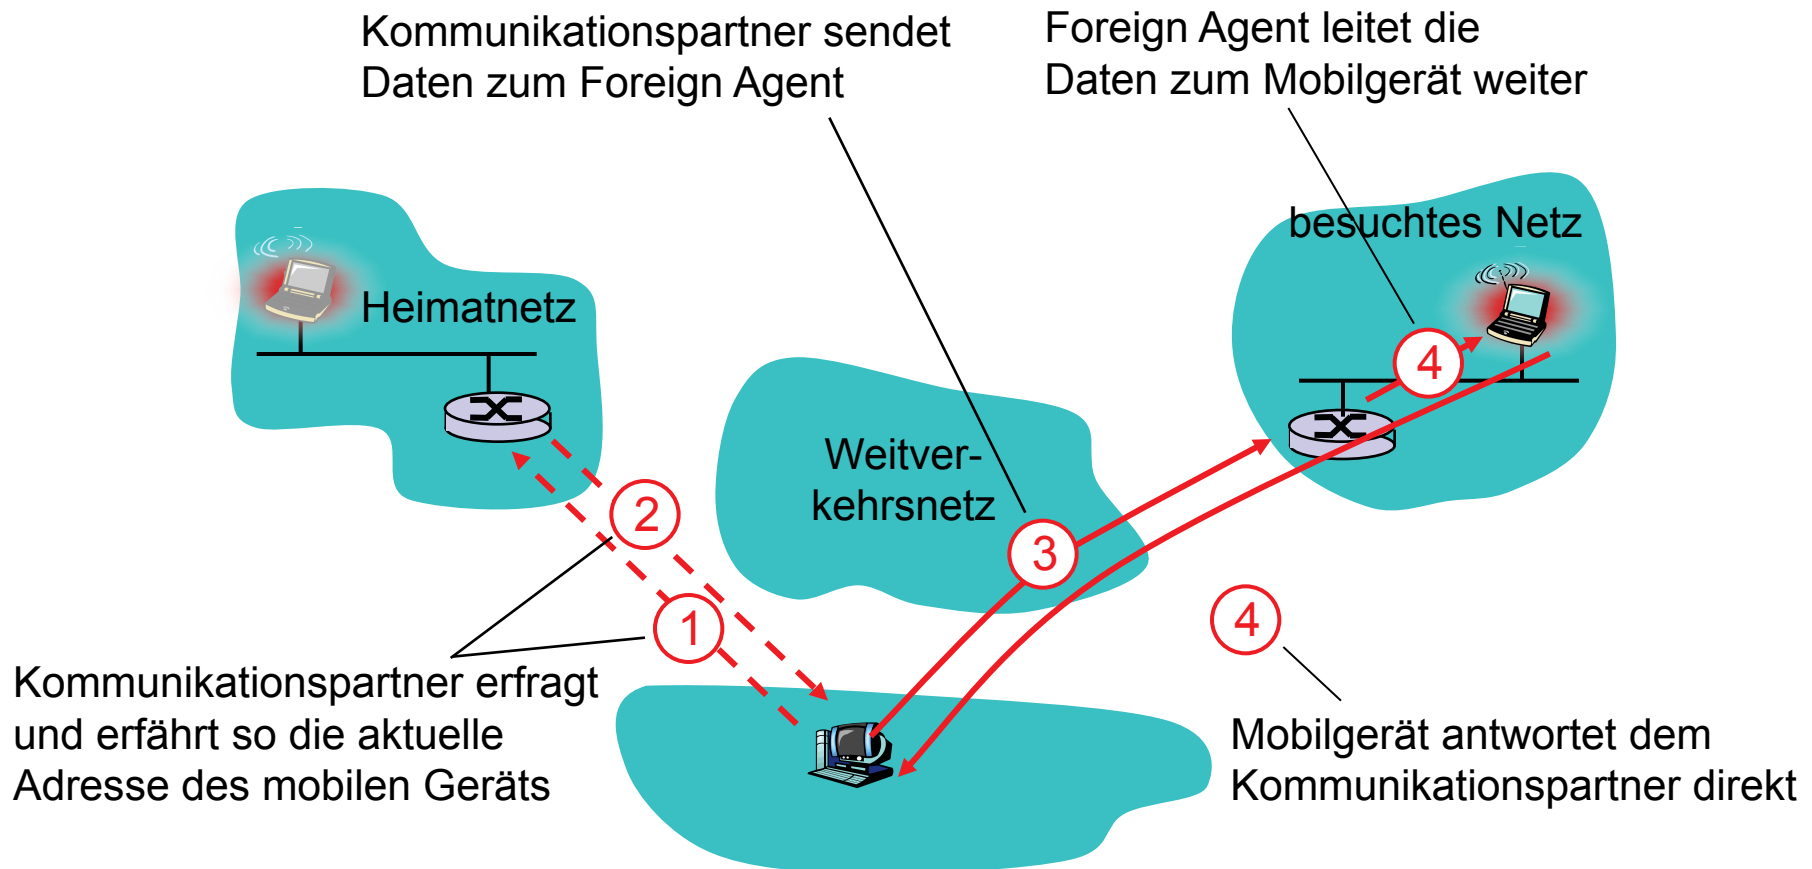 Kommunikationspartner sendet
Daten zum Foreign Agent
Foreign Agent leitet die
Daten zum Mobilgerät weiter
besuchtes Netz
Heimatnetz
4
Weitver-
kehrsnetz
2
3
1
4
Kommunikationspartner erfragt
und erfährt so die aktuelle
Adresse des mobilen Geräts
Mobilgerät antwortet dem
Kommunikationspartner direkt